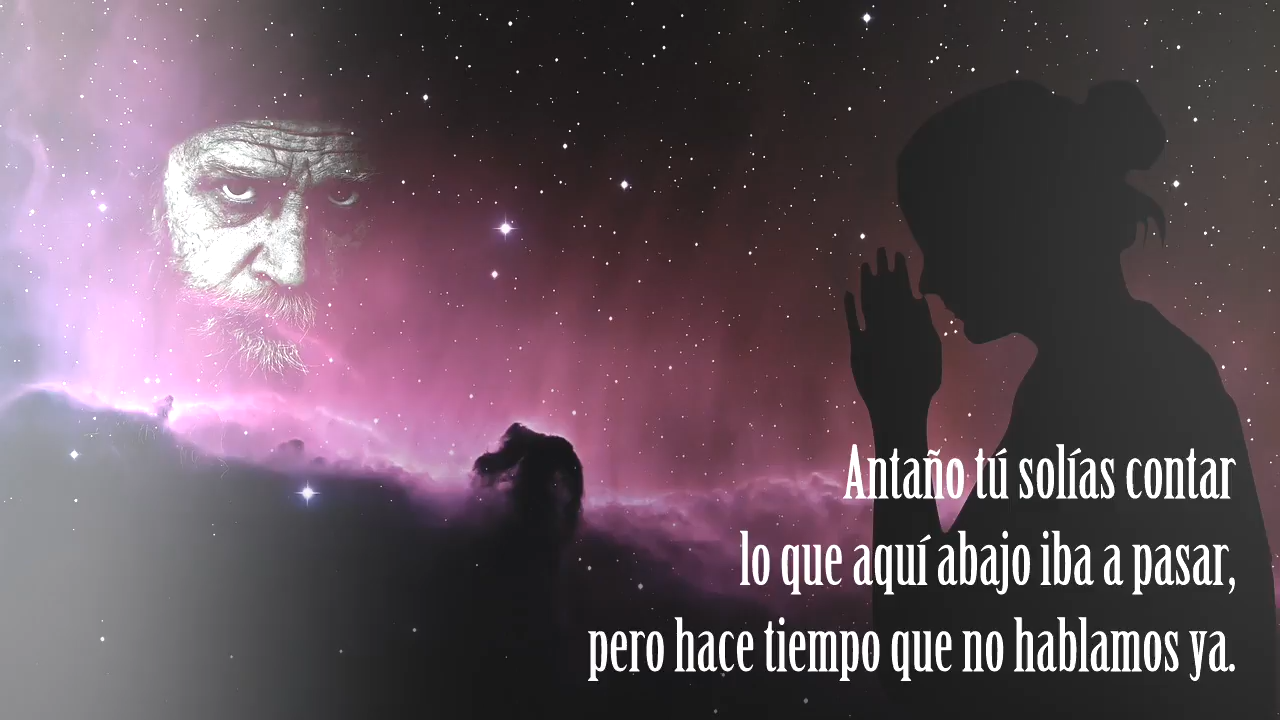 Antaño tú solías contar
lo que aquí abajo iba a pasar,
pero hace tiempo que no hablamos ya.